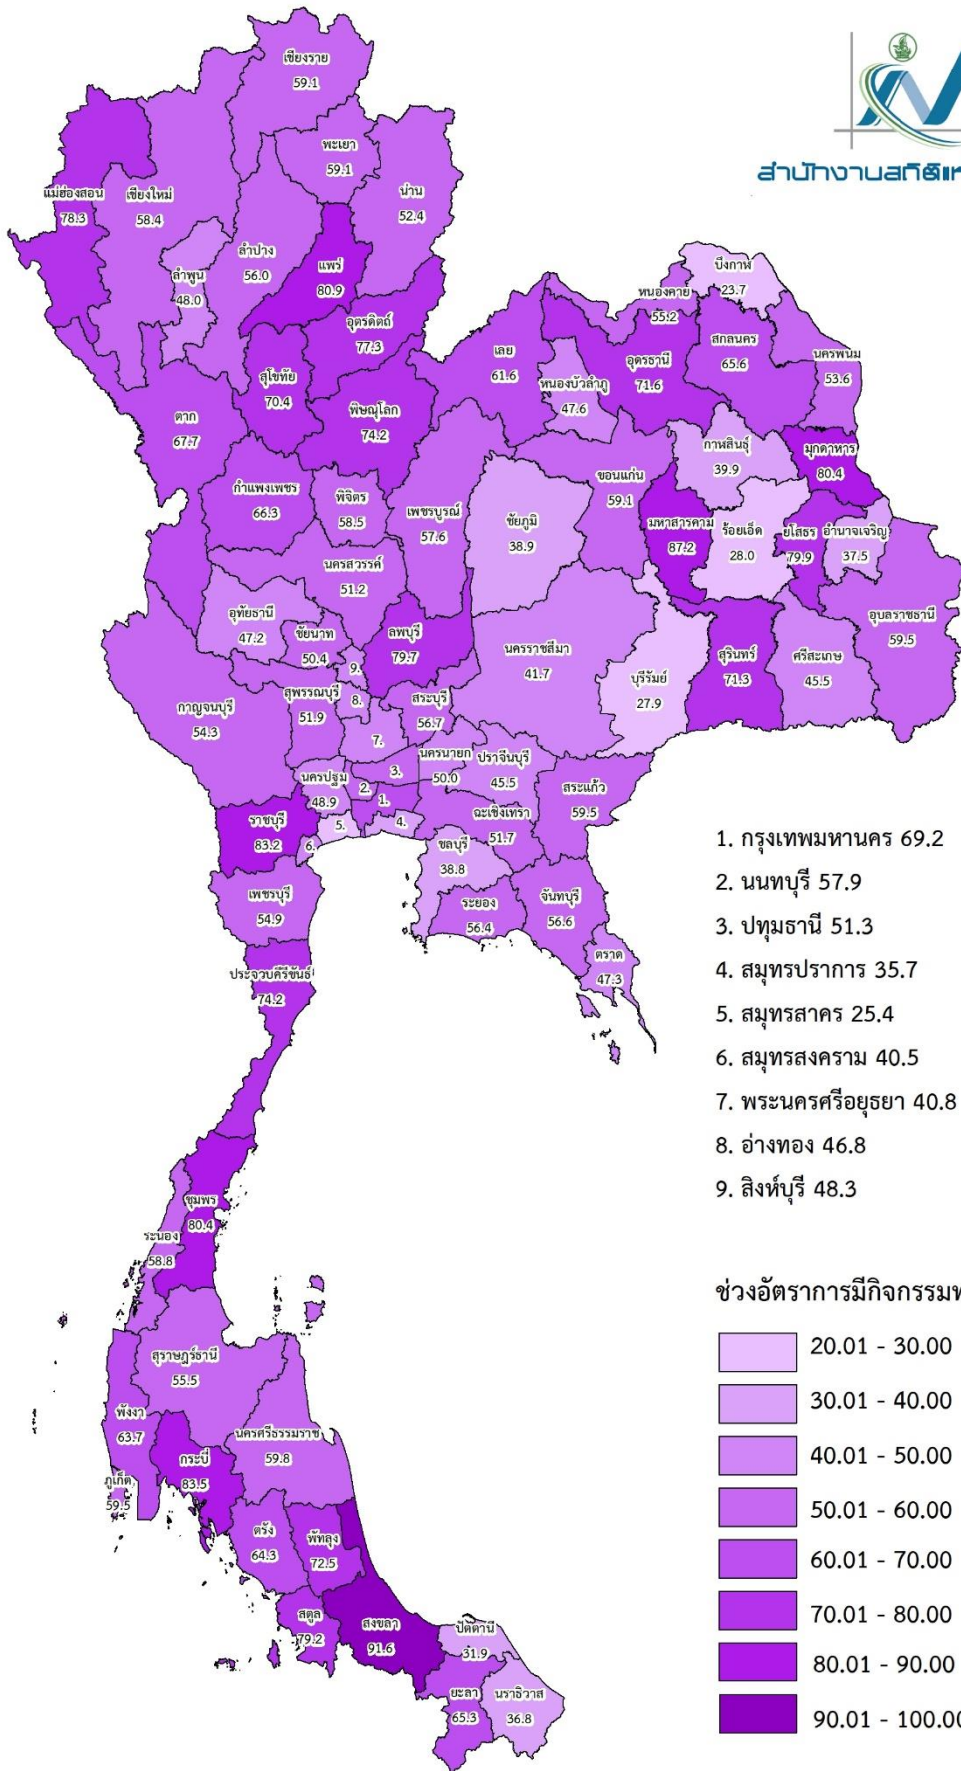 สำนักงานสถิติแห
เชียงราย
59.1
พะเยา
59.1
น่าน
52.4
แม่ฮ่องสอน
78.3
เชียงใหม่
58.4
ลำปาง
56.0
ลำพูน
48.0
แพร่
80.9
อุตรดิตถ์
77.3
สุโขทัย
70.4
พิษณุโลก
74.2
ตาก
67.7
กำแพงเพชร
66.3
พิจิตร
58.5
เพชรบูรณ์
57.6
นครสวรรค์
51.2
อุทัยธานี
47.2
ชัยนาท
50.4
ลพบุรี
79.7
เลย
61.6
หนองบัวลำภู
47.6
อุดรธานี
71.6
หนองคาย
55.2
บึงกาฬ
23.7
สกลนคร
65.6
นครพนม
53.6
กาฬสินธุ์
39.9
มุกดาหาร
80.4
ขอนแก่น
59.1
มหาสารคาม
87.2
ร้อยเอ็ด
28.0
ยโสธร
79.9
อำนาจเจริญ
37.5
ชัยภูมิ
38.9
นครราชสีมา
41.7
บุรีรัมย์
27.9
สุรินทร์
71.3
ศรีสะเกษ
45.5
อุบลราชธานี
59.5
9.
8.
7.
สุพรรณบุรี
51.9
สระบุรี
56.7
กาญจนบุรี
54.3
นครนายก
50.0
ปราจีนบุรี
45.5
สระแก้ว
59.5
นครปฐม
48.9
3.
2.
1.
5.
4.
6.
ฉะเชิงเทรา
51.7
ราชบุรี
83.2
ชลบุรี
38.8
ระยอง
56.4
จันทบุรี
56.6
ตราด
47.3
เพชรบุรี
54.9
ประจวบคีรีขันธ์
74.2
1. กรุงเทพมหานคร 69.2
2. นนทบุรี 57.9
3. ปทุมธานี 51.3
4. สมุทรปราการ 35.7
5. สมุทรสาคร 25.4
6. สมุทรสงคราม 40.5
7. พระนครศรีอยุธยา 40.8
8. อ่างทอง 46.8
9. สิงห์บุรี 48.3
ชุมพร
80.4
ระนอง
58.8
สุราษฎร์ธานี
55.5
พังงา
63.7
นครศรีธรรมราช
59.8
กระบี่
83.5
ภูเก็ต
59.5
ตรัง
64.3
พัทลุง
72.5
สตูล
79.2
สงขลา
91.6
ปัตตานี
31.9
ยะลา
65.3
นราธิวาส
36.8
ช่วงอัตราการมีกิจกรรมท
20.01 - 30.00
30.01 - 40.00
40.01 - 50.00
50.01 - 60.00
60.01 - 70.00
70.01 - 80.00
80.01 - 90.00
90.01 - 100.00